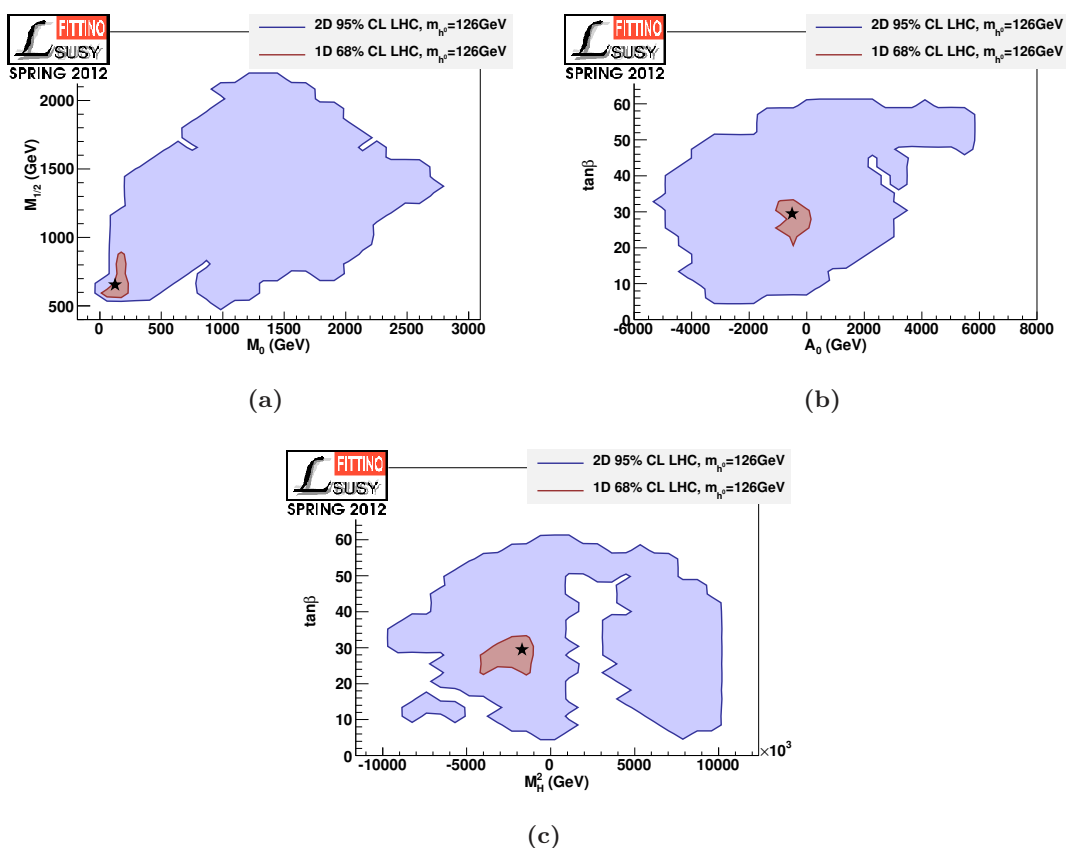 FITTINO
SUSY
SPRING 2012
2D 95% CL LHC, m_h⁰=126GeV
1D 68% CL LHC, m_h⁰=126GeV
M_1/2 (GeV)
2000
1500
1000
500
0 500 1000 1500 2000 2500 3000
M_0 (GeV)
(a)
FITTINO
SUSY
SPRING 2012
2D 95% CL LHC, m_h⁰=126GeV
1D 68% CL LHC, m_h⁰=126GeV
tanβ
60
50
40
30
20
10
0
-6000 -4000 -2000 0 2000 4000 6000 8000
A_0 (GeV)
(b)
FITTINO
SUSY
SPRING 2012
2D 95% CL LHC, m_h⁰=126GeV
1D 68% CL LHC, m_h⁰=126GeV
tanβ
60
50
40
30
20
10
0
-10000 -5000 0 5000 10000
×10³
M_H² (GeV)
(c)